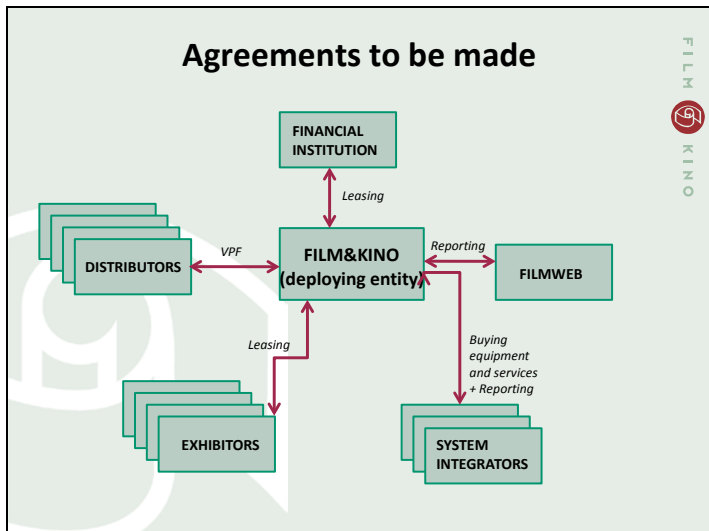 Agreements to be made
FILM KINO
FINANCIAL
INSTITUTION
Leasing
DISTRIBUTORS
VPF
FILM&KINO
(deploying entity)
Reporting
FILMWEB
Leasing
Buying
equipment
and services
+ Reporting
EXHIBITORS
SYSTEM
INTEGRATORS